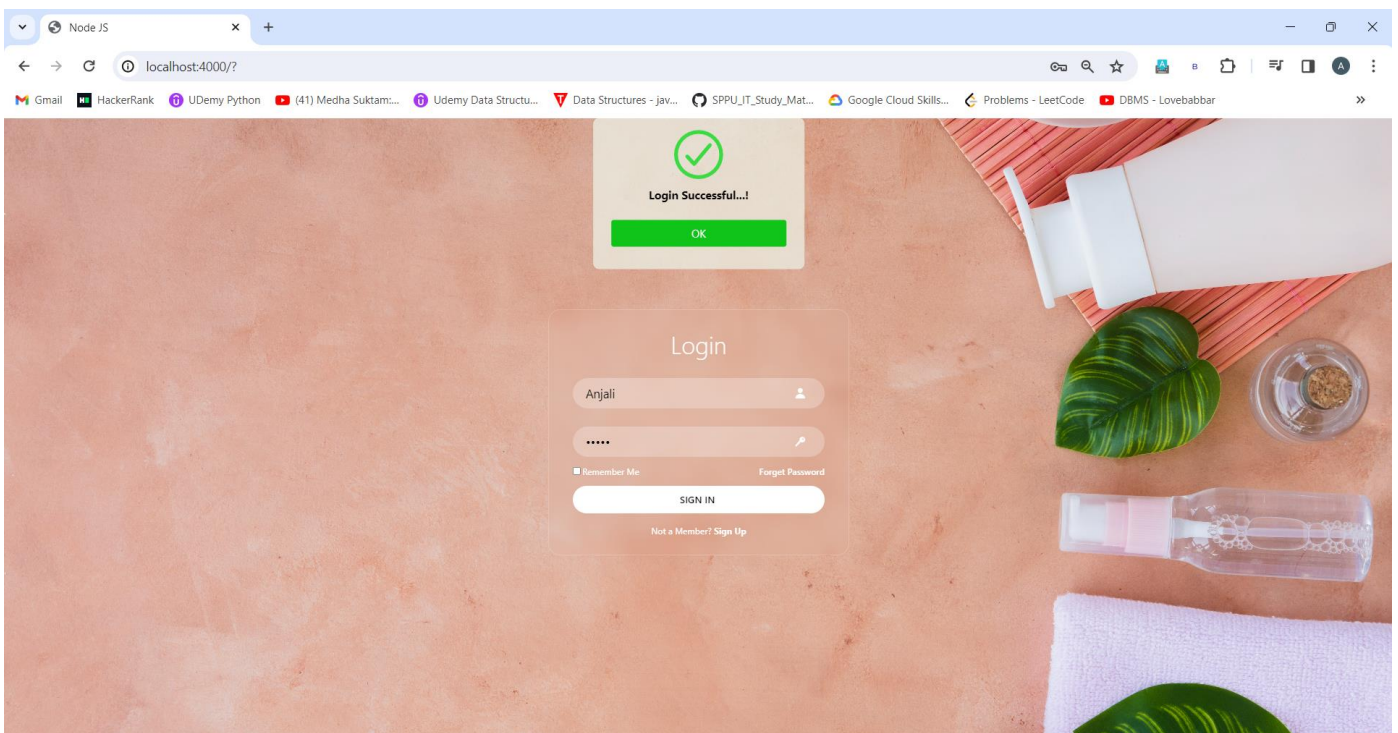 Node JS
localhost:4000/?
Gmail HackerRank UDemy Python (41) Medha Suktam:... Udemy Data Structu... Data Structures - jav... SPPU_IT_Study_Mat... Google Cloud Skills... Problems - LeetCode DBMS - Lovebabbar »
Login Successful...!
OK
Login
Anjali
•••••
Remember Me Forget Password
SIGN IN
Not a Member? Sign Up